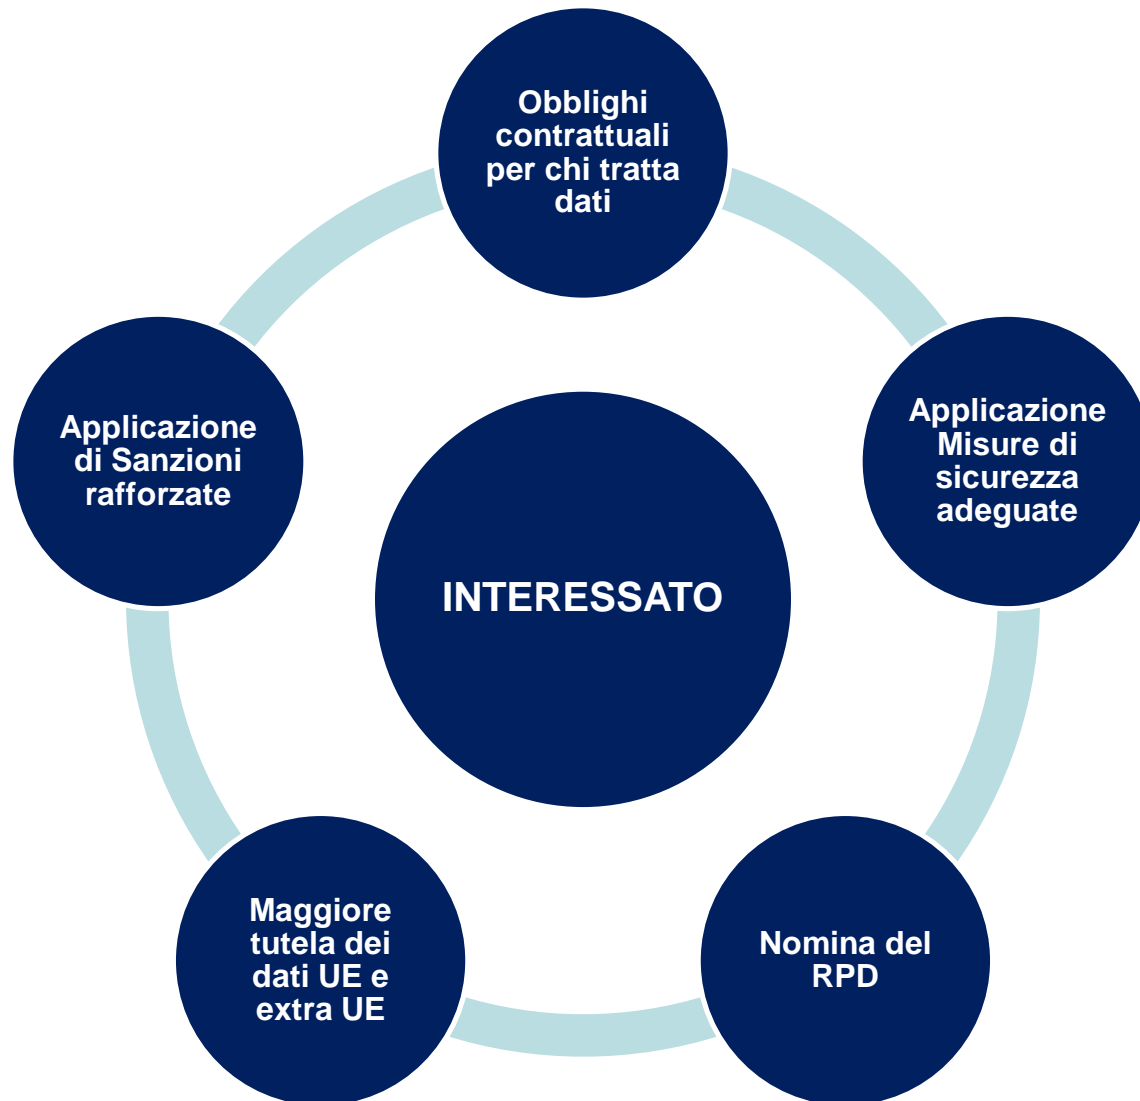 Obblighi
contrattuali
per chi tratta
dati
Applicazione
Misure di
sicurezza
adeguate
Nomina del
RPD
Maggiore
tutela dei
dati UE e
extra UE
Applicazione
di Sanzioni
rafforzate
INTERESSATO